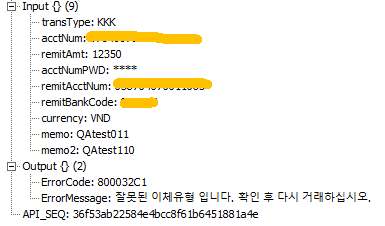 Input {} (9)
transType: KKK
acctNum:
remitAmt: 12350
acctNumPWD: ****
remitAcctNum:
remitBankCode:
currency: VND
memo: QAtest011
memo2: QAtest110
Output {} (2)
ErrorCode: 800032C1
ErrorMessage: 잘못된 이체유형 입니다. 확인 후 다시 거래하십시오.
API_SEQ: 36f53ab22584e4bcc8f61b6451881a4e